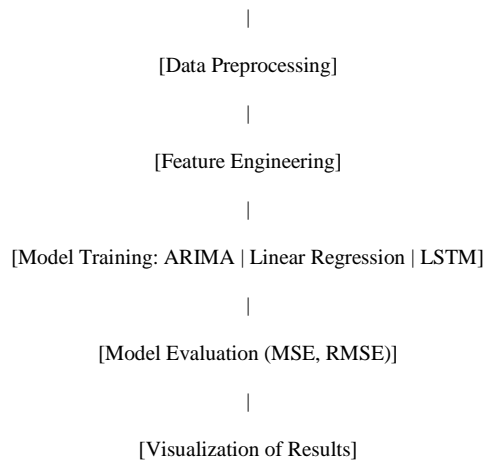 |
[Data Preprocessing]
|
[Feature Engineering]
|
[Model Training: ARIMA | Linear Regression | LSTM]
|
[Model Evaluation (MSE, RMSE)]
|
[Visualization of Results]